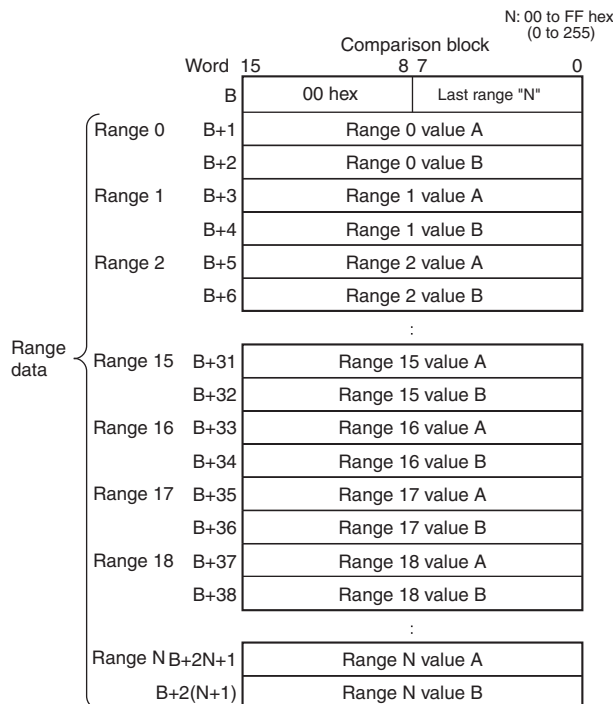 N: 00 to FF hex
(0 to 255)
Comparison block
Word 15 8 7 0
B 00 hex Last range "N"
Range 0 B+1 Range 0 value A
B+2 Range 0 value B
Range 1 B+3 Range 1 value A
B+4 Range 1 value B
Range 2 B+5 Range 2 value A
B+6 Range 2 value B
:
Range data
Range 15 B+31 Range 15 value A
B+32 Range 15 value B
Range 16 B+33 Range 16 value A
B+34 Range 16 value B
Range 17 B+35 Range 17 value A
B+36 Range 17 value B
Range 18 B+37 Range 18 value A
B+38 Range 18 value B
:
Range N B+2N+1 Range N value A
B+2(N+1) Range N value B